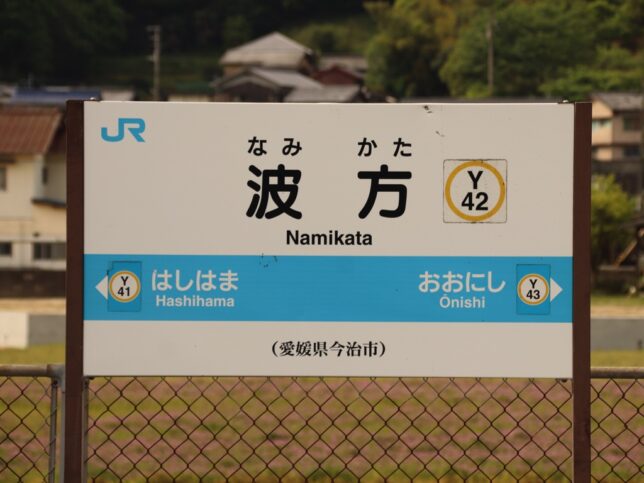 JR
なみ かた
波方
Y
42
Namikata
Y
41
はしはま
Hashihama
おおにし
Ōnishi
Y
43
(愛媛県今治市)